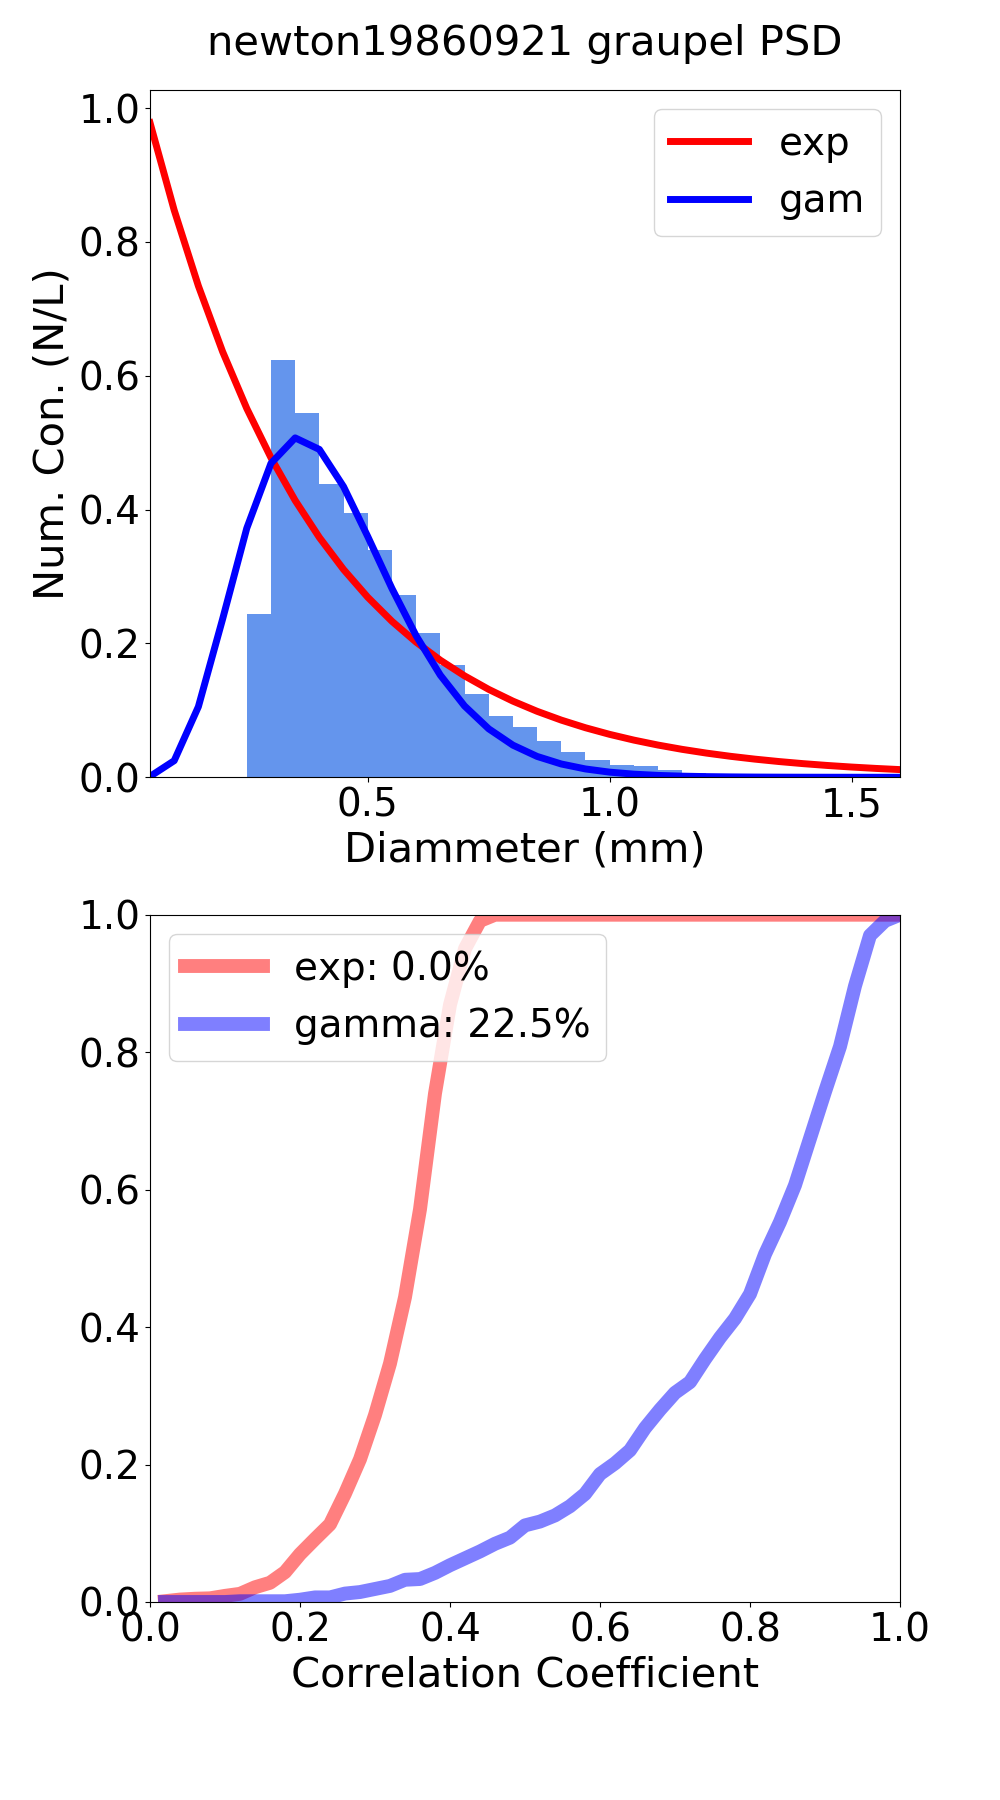 newton19860921 graupel PSD
1.0
0.8
0.6
0.4
0.2
0.0
Num. Con. (N/L)
exp
gam
0.5 1.0 1.5
Diammeter (mm)
1.0
0.8
0.6
0.4
0.2
0.0
exp: 0.0%
gamma: 22.5%
0.0 0.2 0.4 0.6 0.8 1.0
Correlation Coefficient